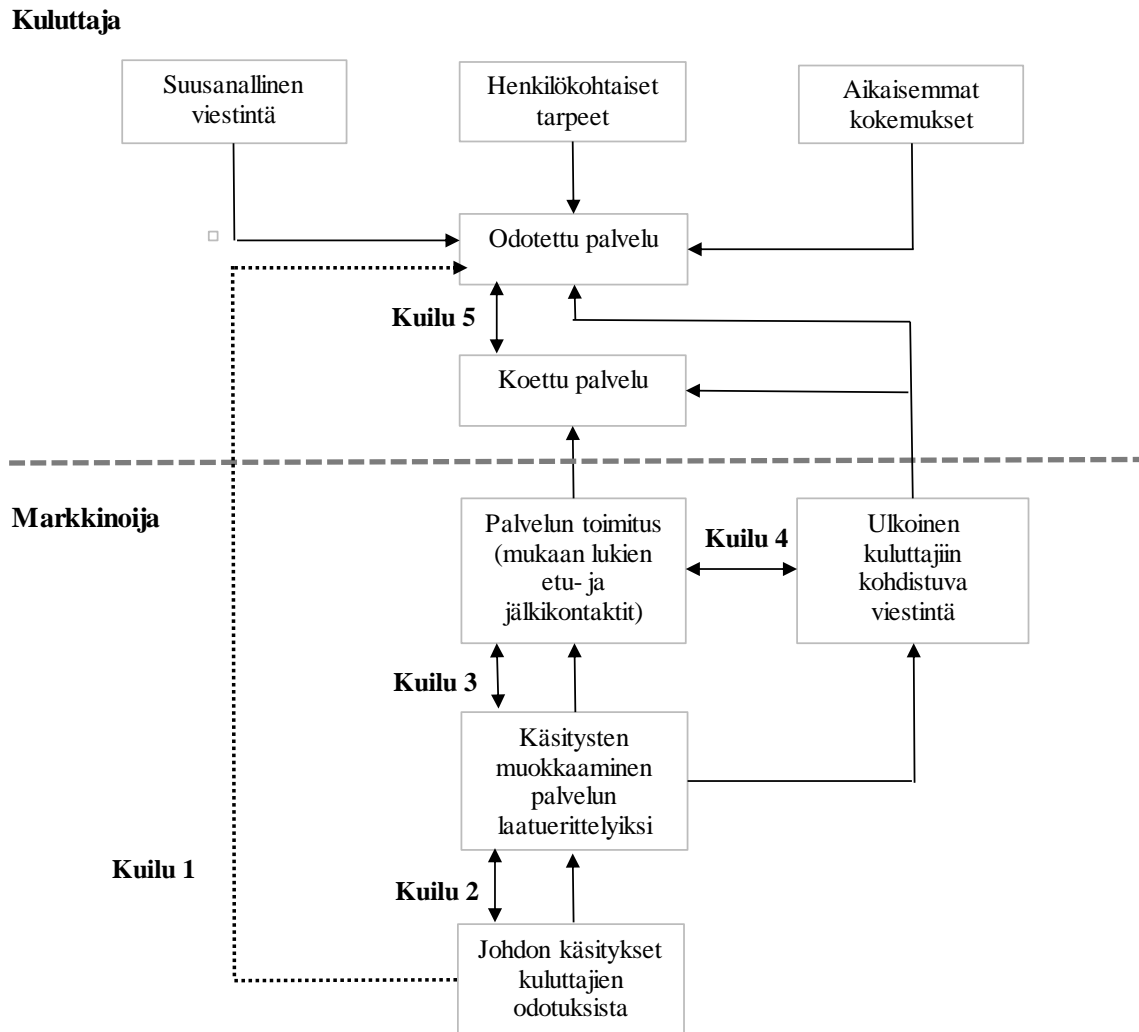 Kuluttaja
Suusanallinen
viestintä
Henkilökohtaiset
tarpeet
Aikaisemmat
kokemukset
Odotettu palvelu
Kuilu 5
Koettu palvelu
Markkinoija
Palvelun toimitus
(mukaan lukien
etu- ja
jälkikontaktit)
Kuilu 4
Ulkoinen
kuluttajiin
kohdistuva
viestintä
Kuilu 3
Käsitysten
muokkaaminen
palvelun
laatuerittelyiksi
Kuilu 1
Kuilu 2
Johdon käsitykset
kuluttajien
odotuksista